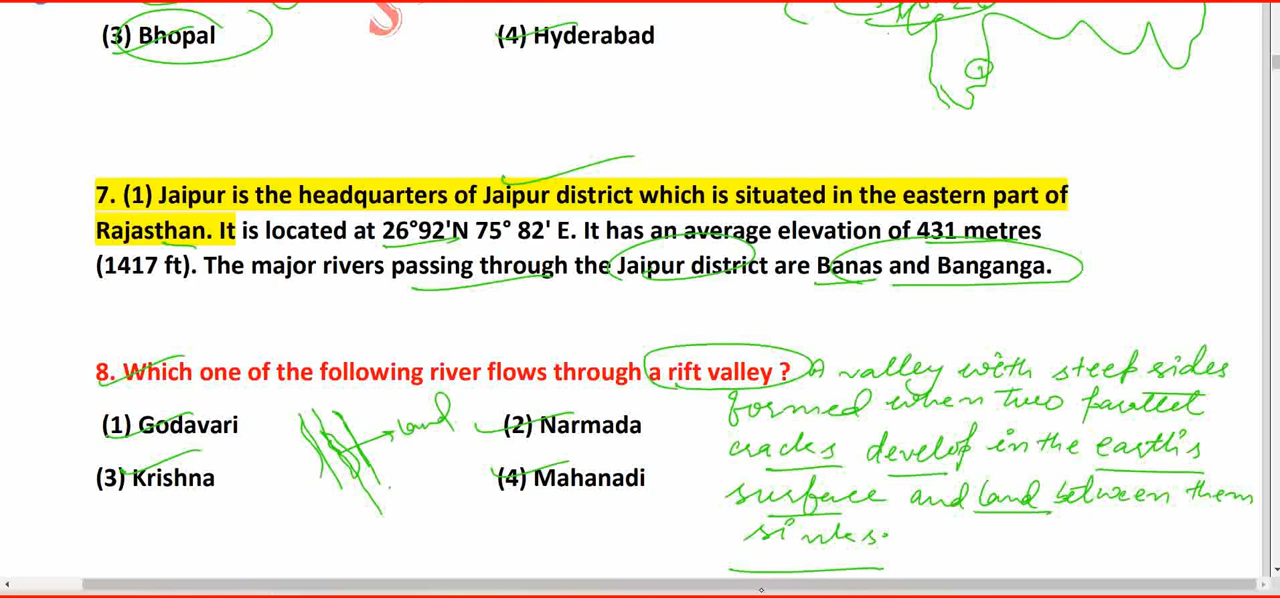 (3) Bhopal (4) Hyderabad
7. (1) Jaipur is the headquarters of Jaipur district which is situated in the eastern part of
Rajasthan. It is located at 26°92'N 75° 82' E. It has an average elevation of 431 metres
(1417 ft). The major rivers passing through the Jaipur district are Banas and Banganga.
8. Which one of the following river flows through a rift valley ? A valley with steep sides
formed when two parallel
(1) Godavari land (2) Narmada
cracks develop in the earth's
(3) Krishna (4) Mahanadi
surface and land between them
sinks.